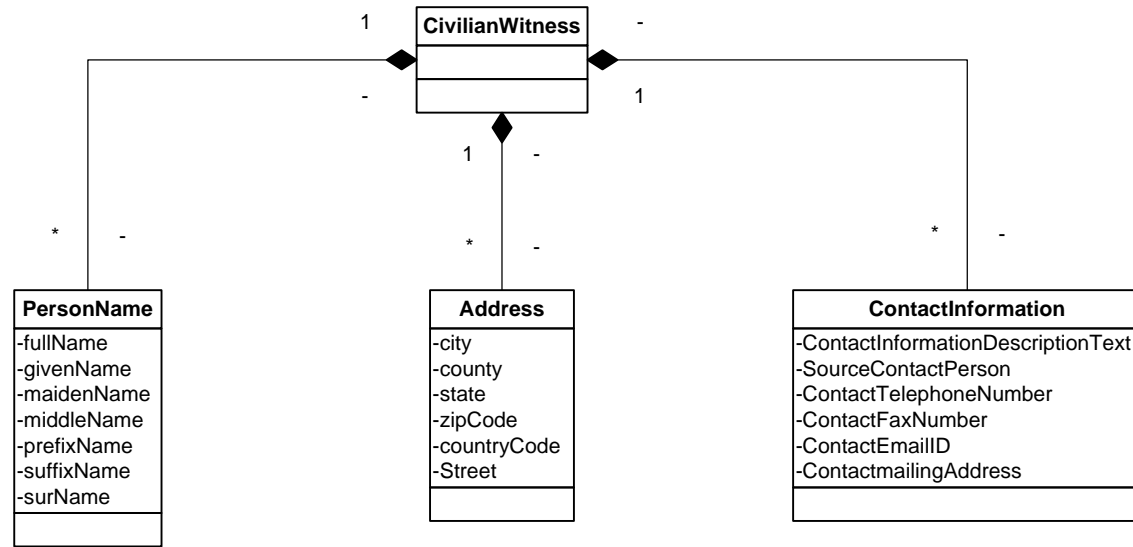 1
CivilianWitness
-
-
1
1
-
*
-
*
-
*
-
PersonName
-fullName
-givenName
-maidenName
-middleName
-prefixName
-suffixName
-surName
Address
-city
-county
-state
-zipCode
-countryCode
-Street
ContactInformation
-ContactInformationDescriptionText
-SourceContactPerson
-ContactTelephoneNumber
-ContactFaxNumber
-ContactEmailID
-ContactmailingAddress